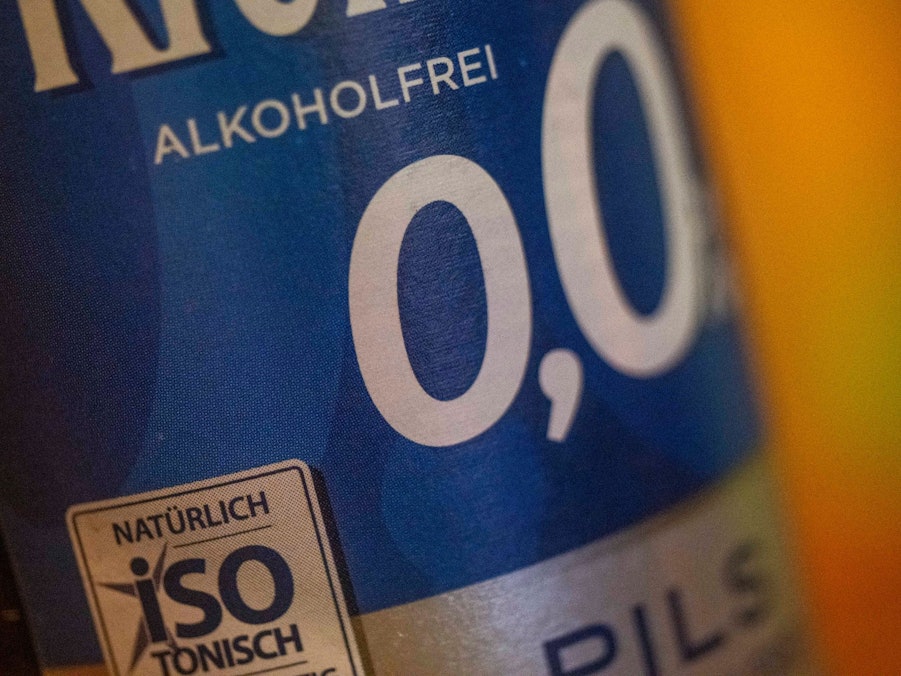 ALKOHOLFREI
0,0
NATÜRLICH
iSO
TONISCH
PILS